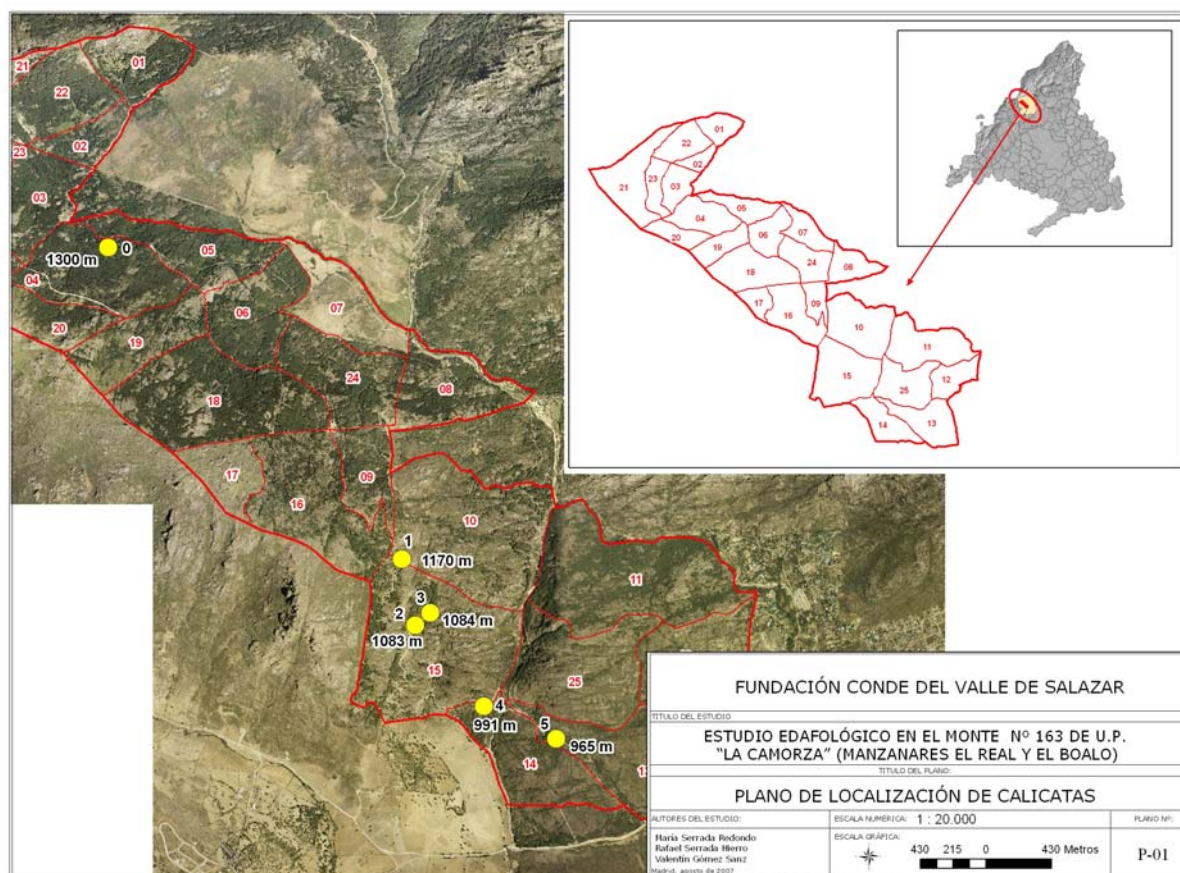 01
21
22
02
23
03
0
1300 m
05
04
06
07
20
19
24
08
18
17
09
16
10
1
1170 m
11
3
2
1084 m
1083 m
15
25
4
991 m
5
965 m
14
01
22
02
21
23
03
05
04
06
07
20
19
24
08
18
17
09
16
10
11
15
12
25
14
13
FUNDACIÓN CONDE DEL VALLE DE SALAZAR
TITULO DEL ESTUDIO
ESTUDIO EDAFOLÓGICO EN EL MONTE Nº 163 DE U.P.
“LA CAMORZA” (MANZANARES EL REAL Y EL BOALO)
TITULO DEL PLANO:
PLANO DE LOCALIZACIÓN DE CALICATAS
AUTORES DEL ESTUDIO:
María Serrada Redondo
Rafael Serrada Hierro
Valentín Gómez Sanz
Madrid, agosto de 2007
ESCALA NUMÉRICA: 1 : 20.000
ESCALA GRÁFICA:
430 215 0 430 Metros
PLANO Nº:
P-01